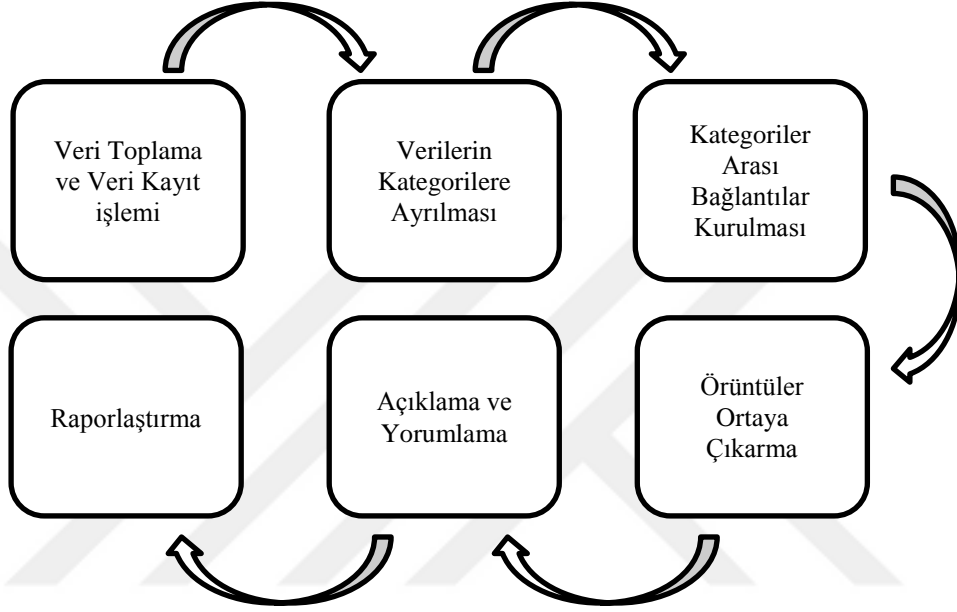 Veri Toplama
ve Veri Kayıt
işlemi
Verilerin
Kategorilere
Ayrılması
Kategoriler
Arası
Bağlantılar
Kurulması
Örüntüler
Ortaya
Çıkarma
Açıklama ve
Yorumlama
Raporlaştırma